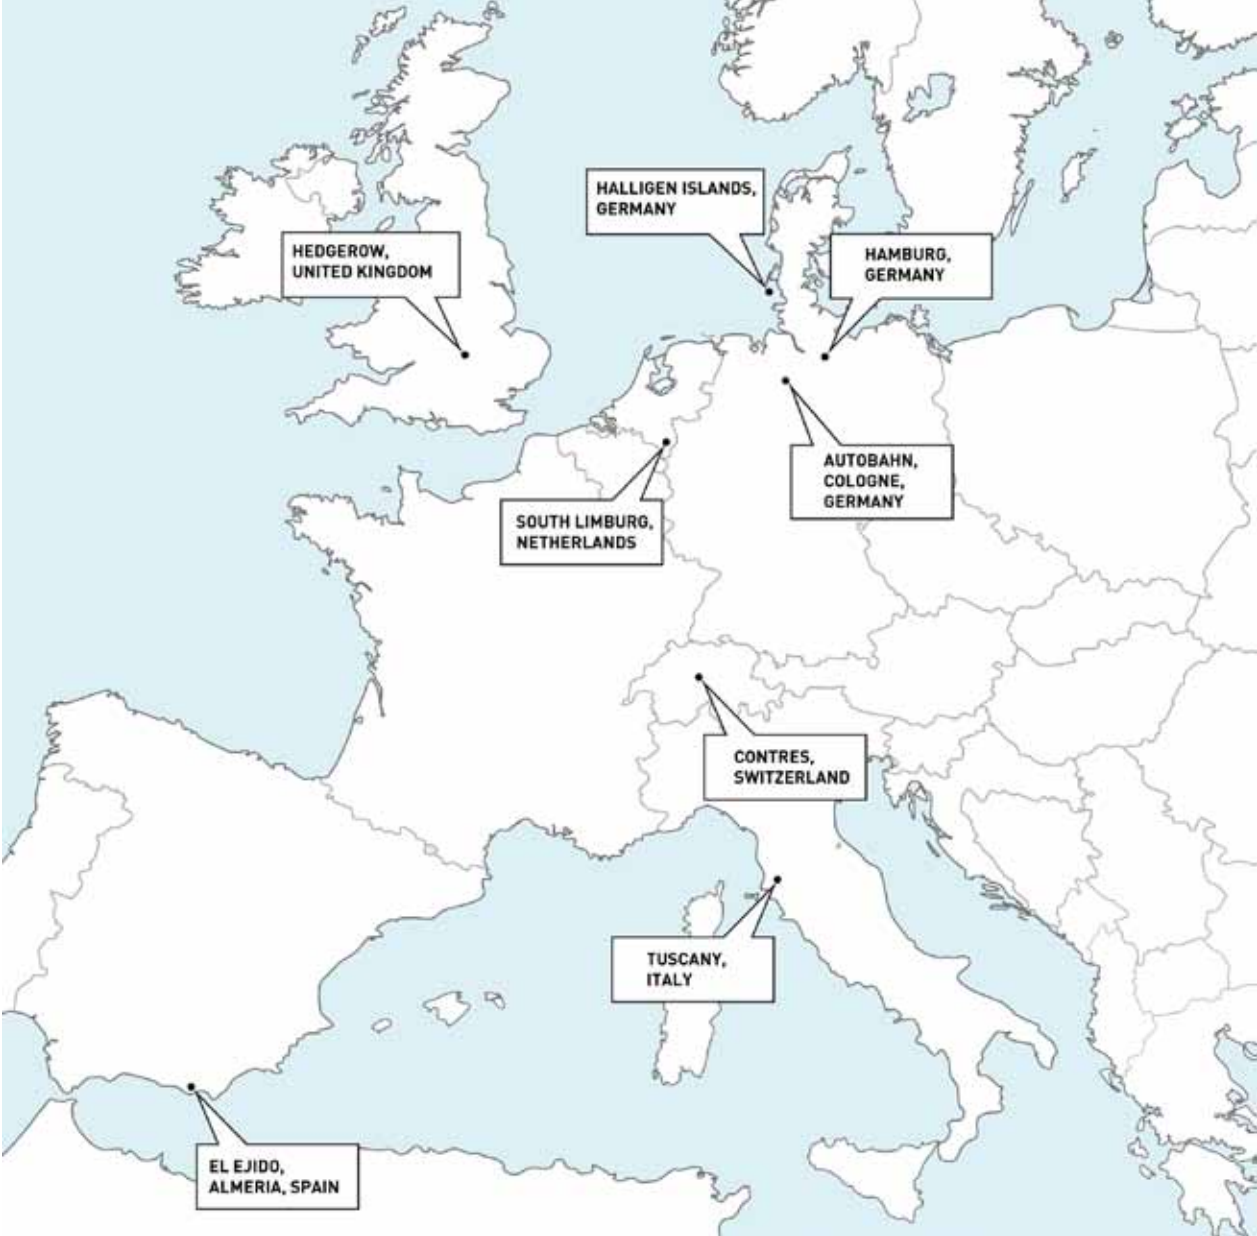 HALLIGEN ISLANDS,
GERMANY
HEDGEROW,
UNITED KINGDOM
HAMBURG,
GERMANY
AUTOBAHN,
COLOGNE,
GERMANY
SOUTH LIMBURG,
NETHERLANDS
CONTRES,
SWITZERLAND
TUSCANY,
ITALY
EL EJIDO,
ALMERIA, SPAIN